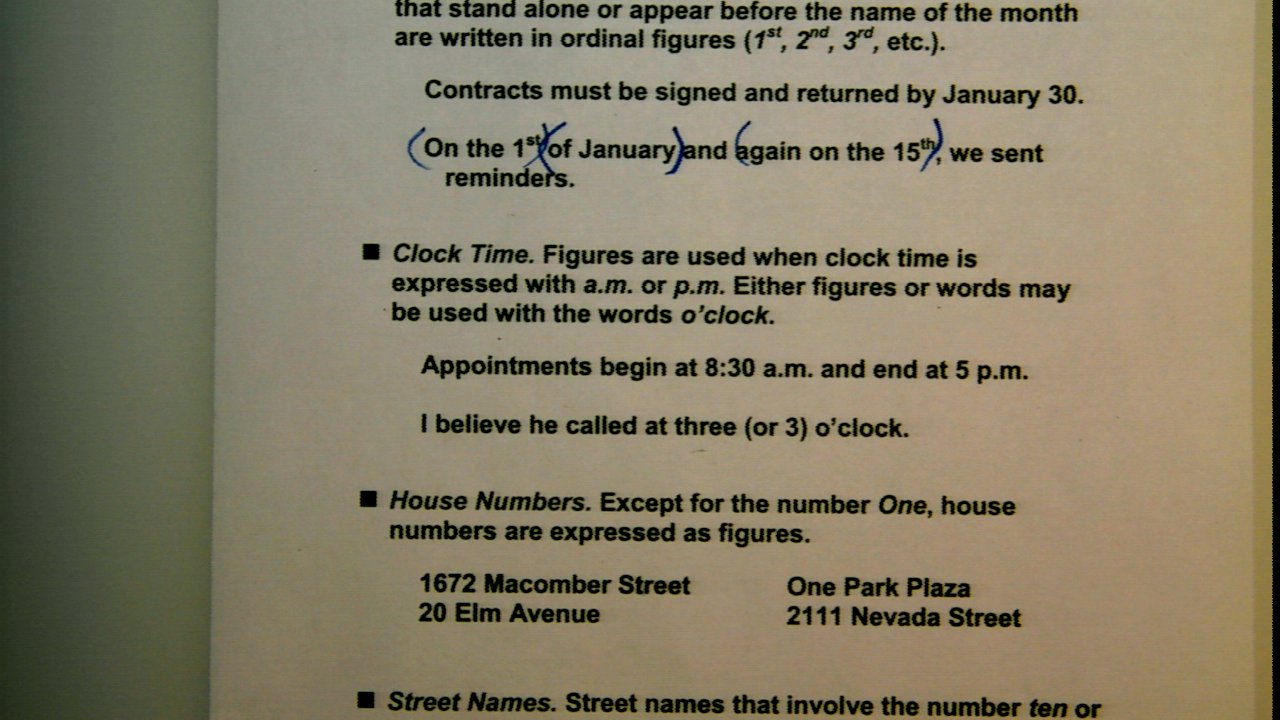 that stand alone or appear before the name of the month
are written in ordinal figures (1st, 2nd, 3rd, etc.).
Contracts must be signed and returned by January 30.
On the 1st of January and again on the 15th, we sent
reminders.
■ Clock Time. Figures are used when clock time is
expressed with a.m. or p.m. Either figures or words may
be used with the words o'clock.
Appointments begin at 8:30 a.m. and end at 5 p.m.
I believe he called at three (or 3) o'clock.
■ House Numbers. Except for the number One, house
numbers are expressed as figures.
1672 Macomber Street One Park Plaza
20 Elm Avenue 2111 Nevada Street
■ Street Names. Street names that involve the number ten or